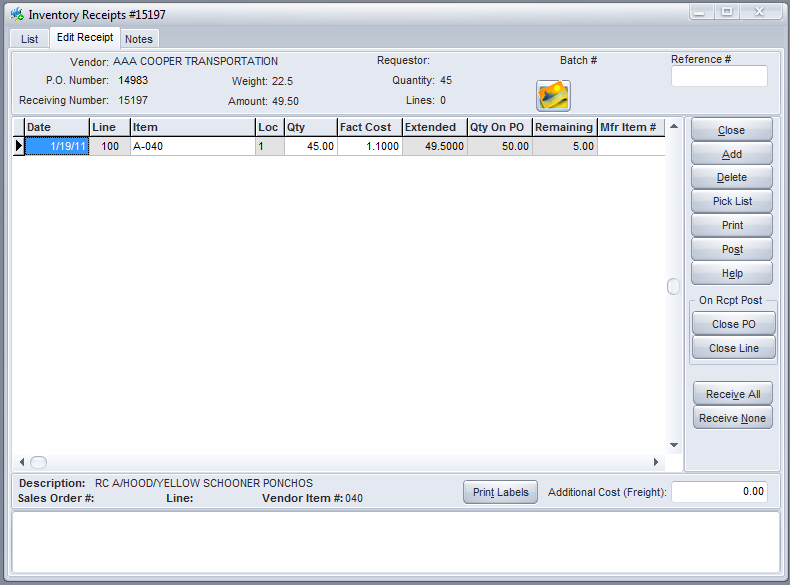 Inventory Receipts #15197
List Edit Receipt Notes
Vendor: AAA COOPER TRANSPORTATION Requestor: Batch # Reference #
P.O. Number: 14983 Weight: 22.5 Quantity: 45
Receiving Number: 15197 Amount: 49.50 Lines: 0
Date Line Item Loc Qty Fact Cost Extended Qty On PO Remaining Mfr Item #
1/19/11 100 A-040 1 45.00 1.1000 49.5000 50.00 5.00
Close
Add
Delete
Pick List
Print
Post
Help
On Rcpt Post
Close PO
Close Line
Receive All
Receive None
Description: RC A/HOOD/YELLOW SCHOONER PONCHOS
Sales Order #: Line: Vendor Item #: 040
Print Labels Additional Cost (Freight): 0.00